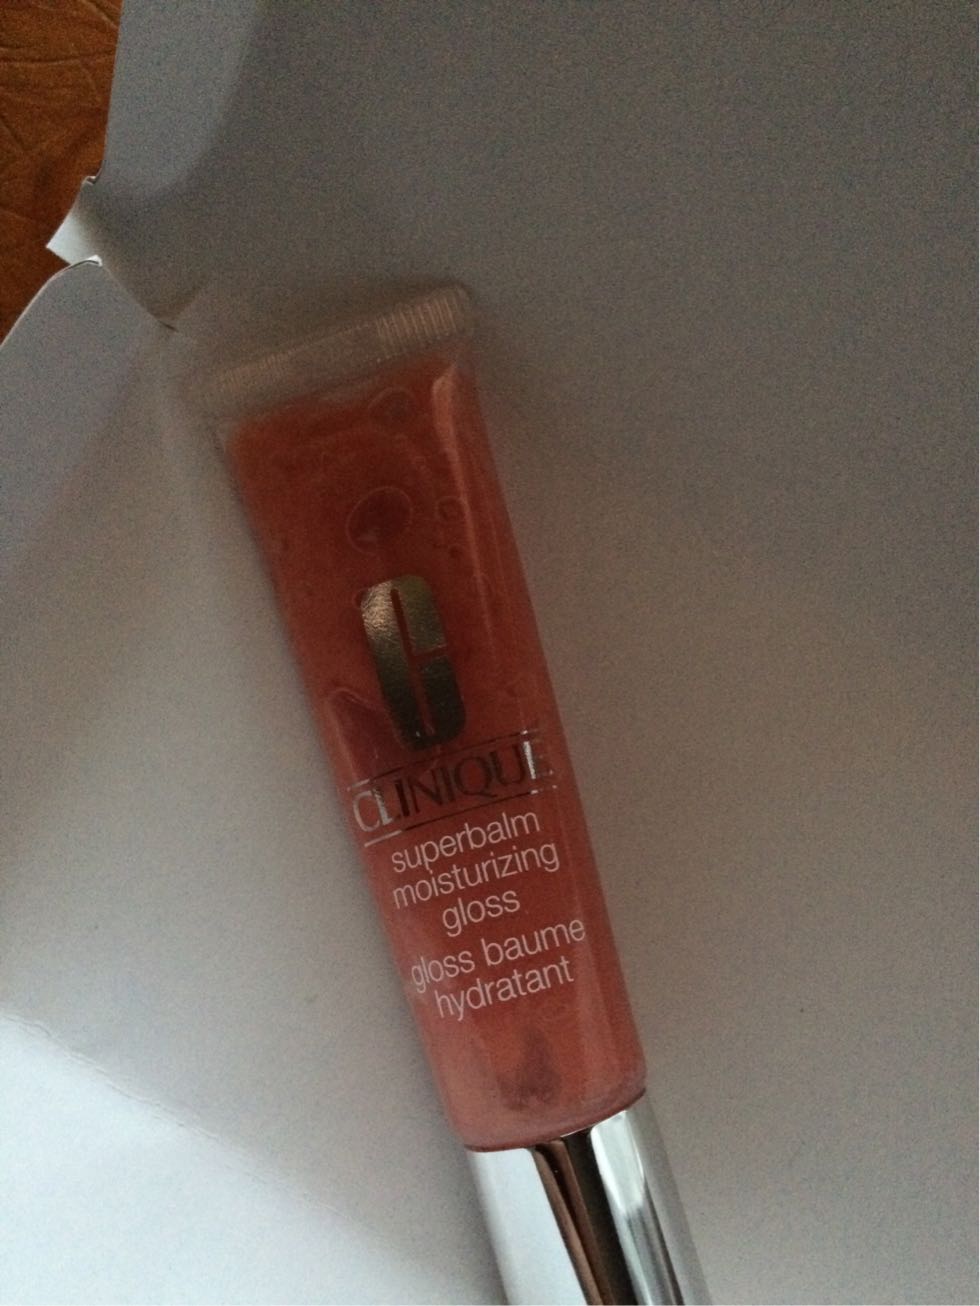 C
CLINIQUE
superbalm
moisturizing
gloss
gloss baume
hydratant